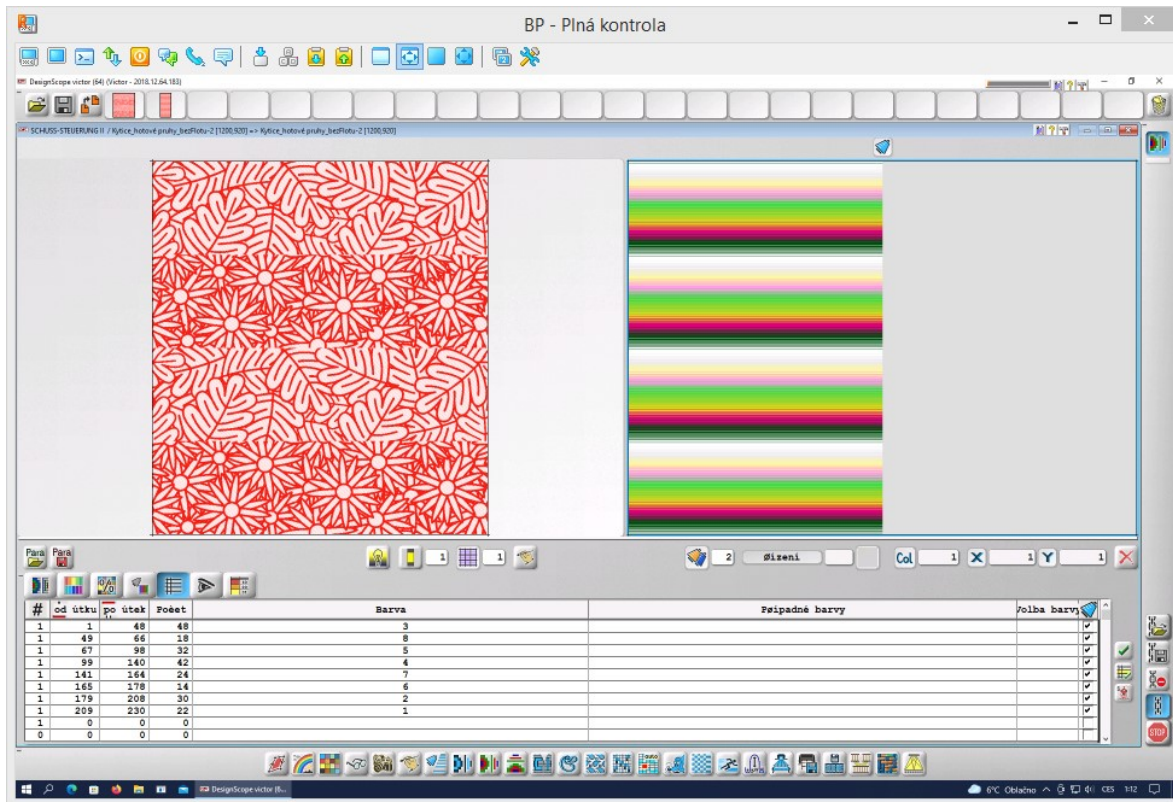 BP - Plná kontrola
DesignScope victor (64) (Victor - 2018.12.64.183)
SCHUSS-STEUERUNG II / Kytice_hotové pruhy_bezFlotu-2 [1200,920] => Kytice_hotové pruhy_bezFlotu-2 [1200,920]
Para Para
1 1 2 Øízení Col 1 X 1 Y 1
# od útku po útek Poèet Barva Pøípadné barvy Volba barvy
1 1 48 48 3
1 49 66 18 8
1 67 98 32 5
1 99 140 42 4
1 141 164 24 7
1 165 178 14 6
1 179 208 30 2
1 209 230 22 1
1 0 0 0
0 0 0 0
STOP
DesignScope victor (6...
6°C Oblačno CES 1:12